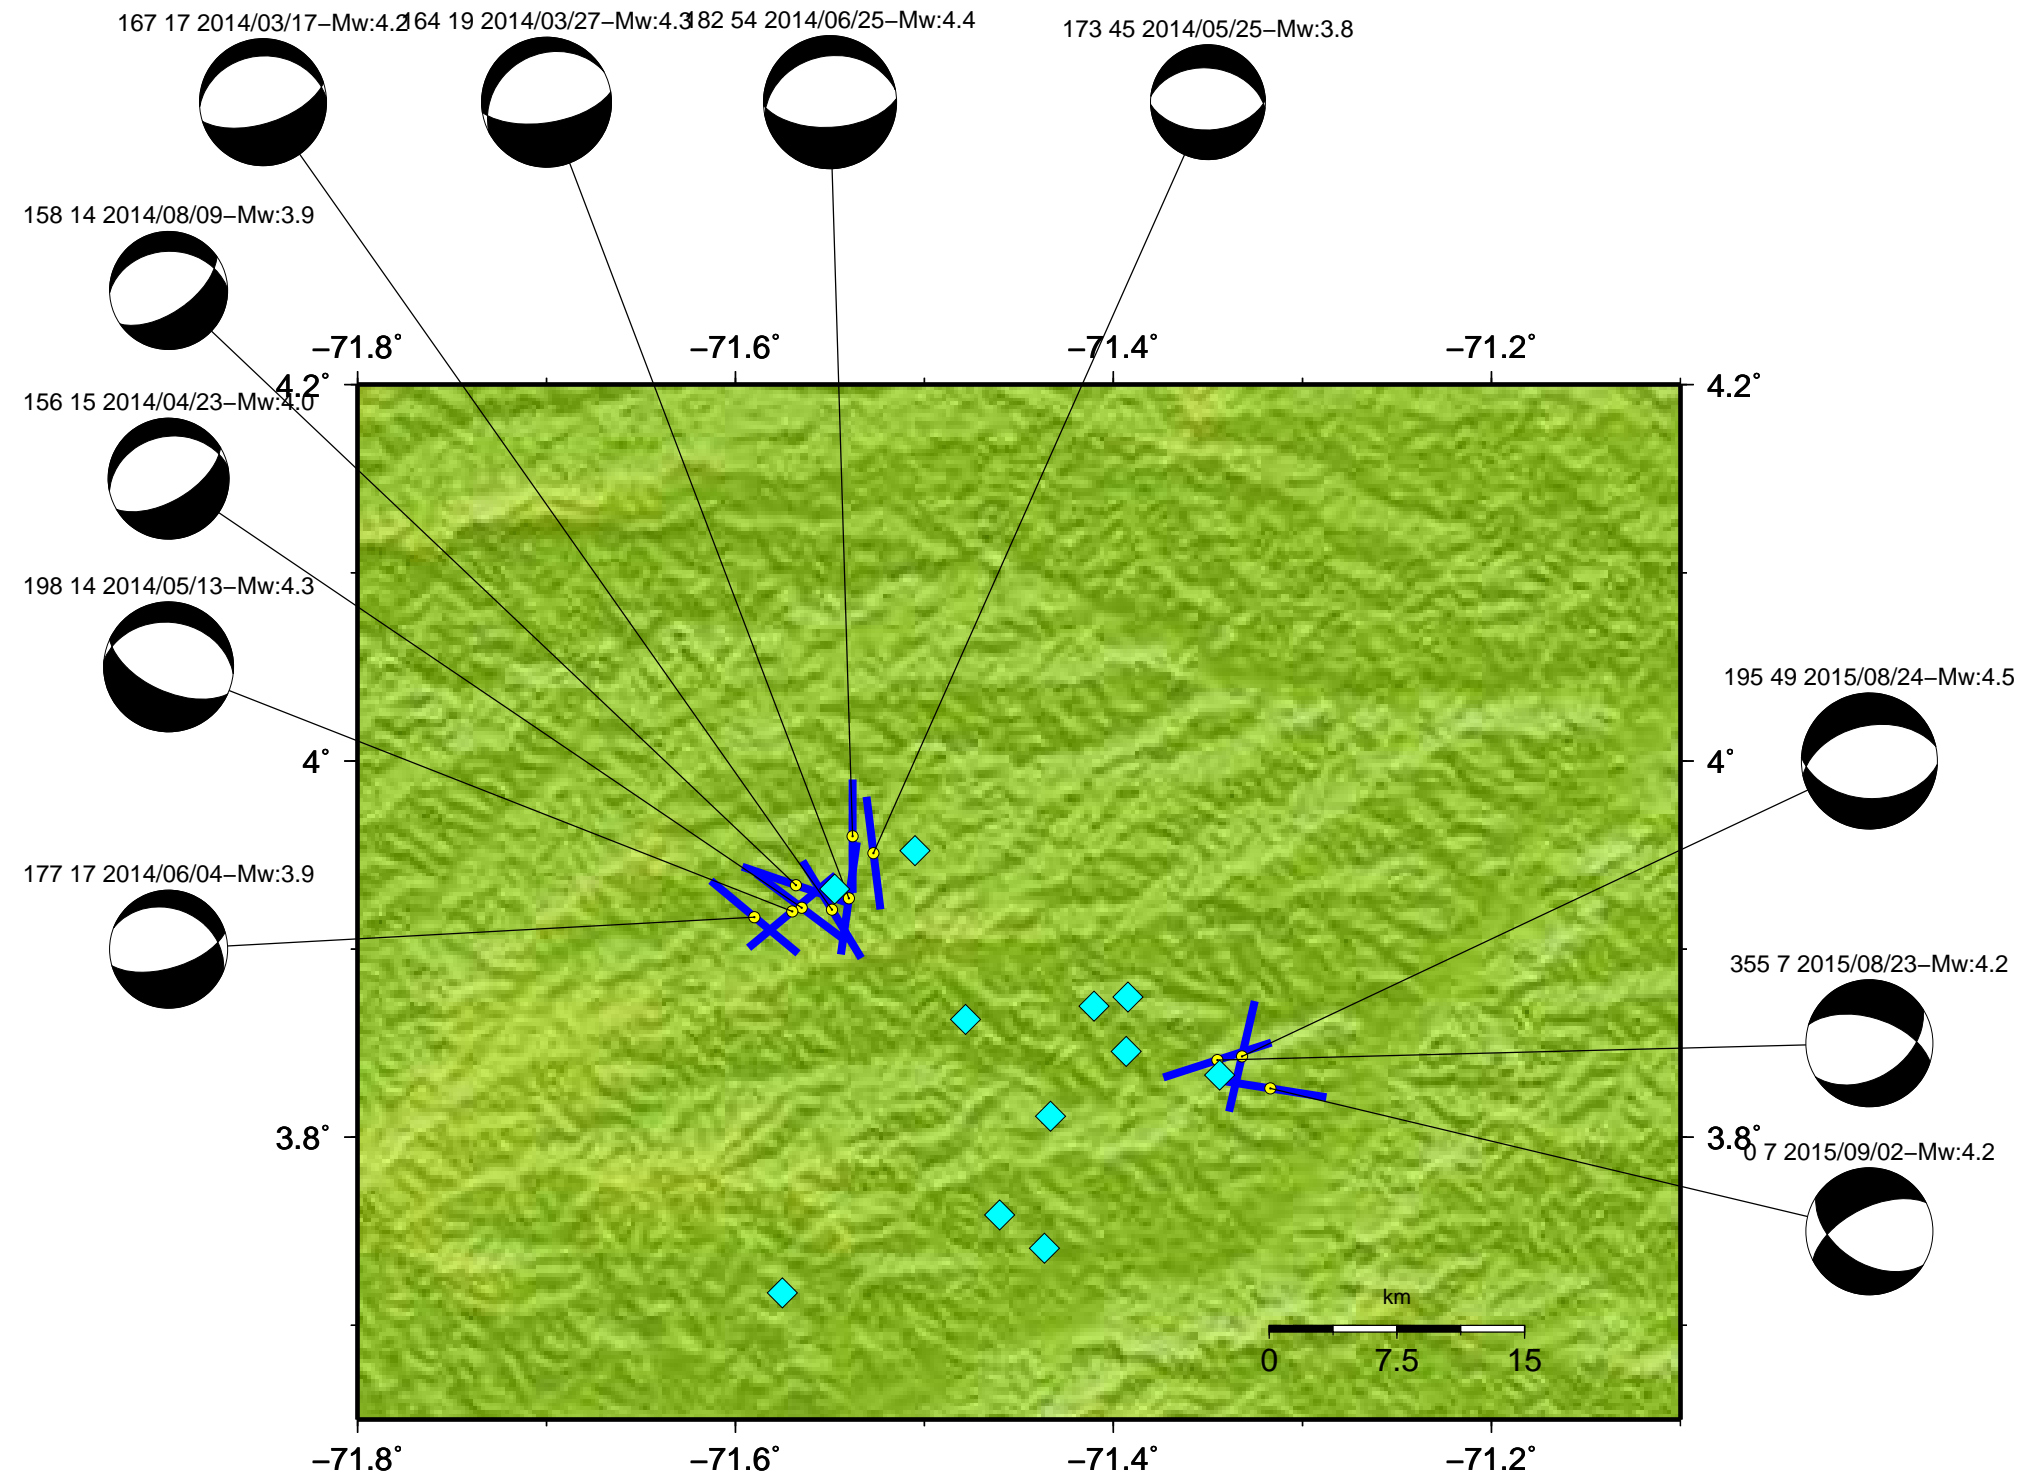 167 17 2014/03/17−Mw:4.2
164 19 2014/03/27−Mw:4.3
182 54 2014/06/25−Mw:4.4
173 45 2014/05/25−Mw:3.8
158 14 2014/08/09−Mw:3.9
−71.8˚
−71.6˚
−71.4˚
−71.2˚
4.2˚
4.2˚
156 15 2014/04/23−Mw:4.0
198 14 2014/05/13−Mw:4.3
195 49 2015/08/24−Mw:4.5
4˚
4˚
177 17 2014/06/04−Mw:3.9
355 7 2015/08/23−Mw:4.2
3.8˚
3.8˚
0 7 2015/09/02−Mw:4.2
km
0
7.5
15
−71.8˚
−71.6˚
−71.4˚
−71.2˚